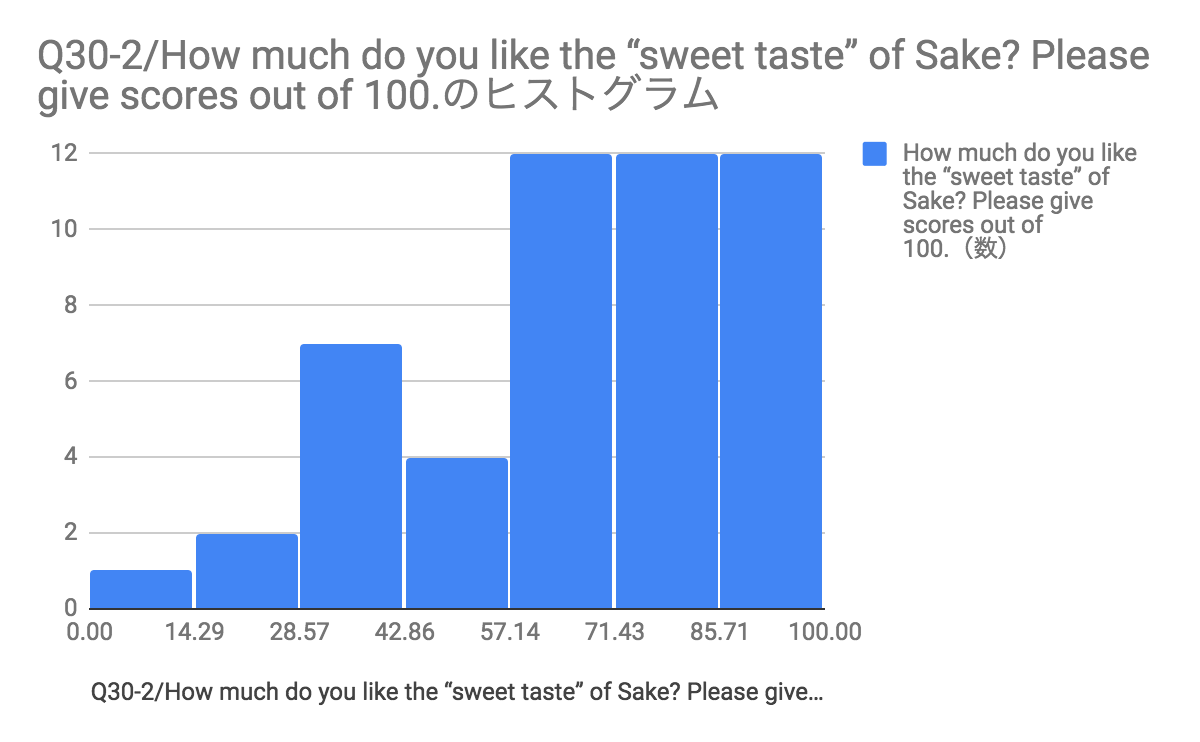 Q30-2/How much do you like the “sweet taste” of Sake? Please
give scores out of 100.のヒストグラム
12
10
8
6
4
2
0
0.00 14.29 28.57 42.86 57.14 71.43 85.71 100.00
Q30-2/How much do you like the “sweet taste” of Sake? Please give...
How much do you like
the “sweet taste” of
Sake? Please give
scores out of
100.（数）